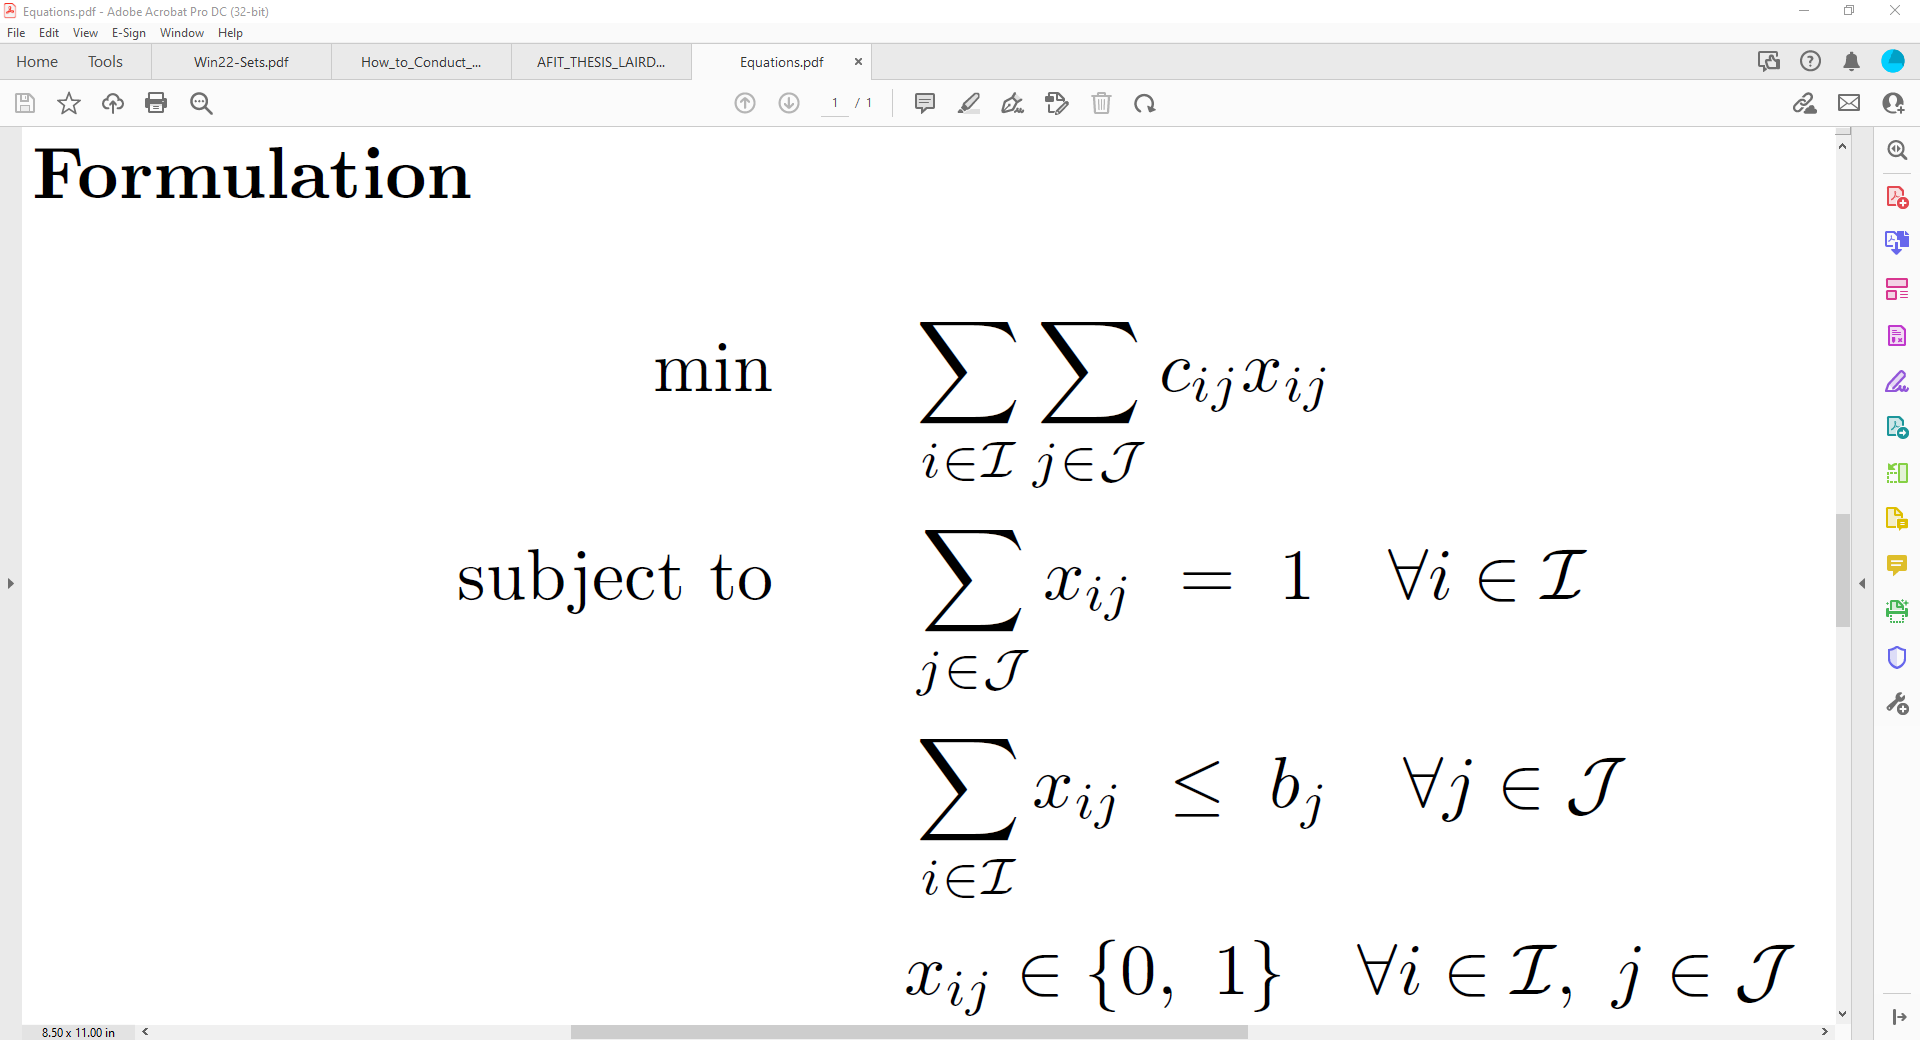 Equations.pdf - Adobe Acrobat Pro DC (32-bit)
File Edit View E-Sign Window Help
Home Tools Win22-Sets.pdf How_to_Conduct_... AFIT_THESIS_LAIRD... Equations.pdf ×
1 / 1
Formulation
min ∑_{i∈ℐ} ∑_{j∈𝒥} c_{ij} x_{ij}
subject to ∑_{j∈𝒥} x_{ij} = 1 ∀i ∈ ℐ
∑_{i∈ℐ} x_{ij} ≤ b_j ∀j ∈ 𝒥
x_{ij} ∈ {0, 1} ∀i ∈ ℐ, j ∈ 𝒥
8.50 x 11.00 in